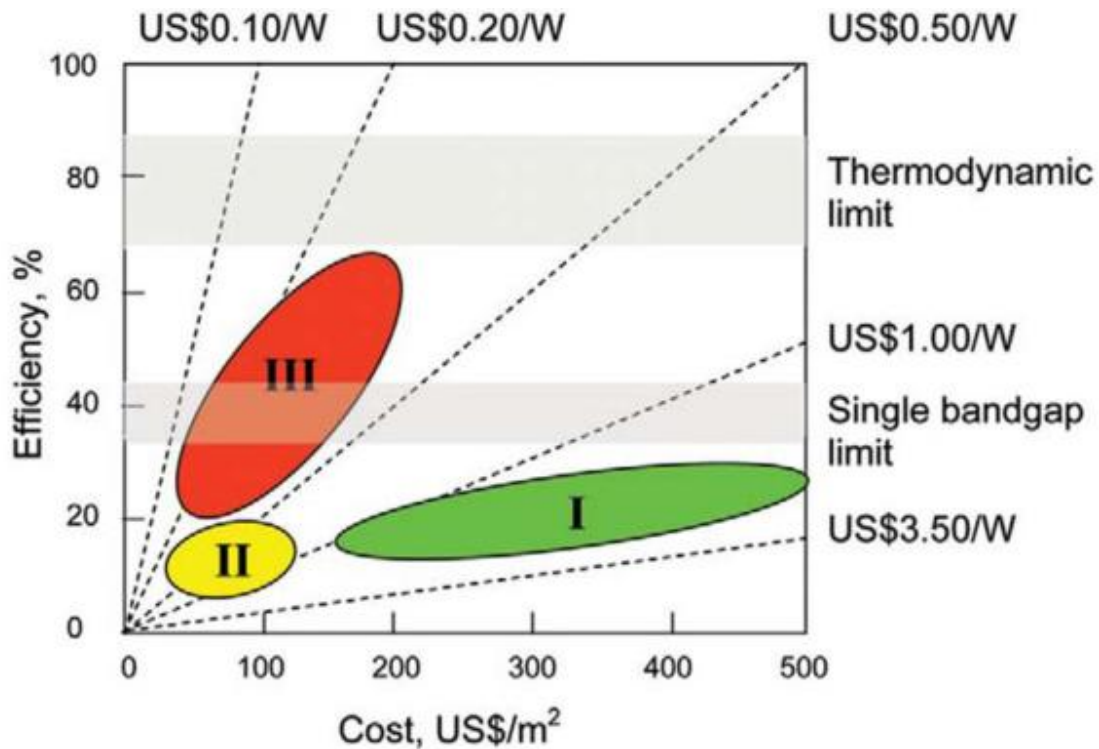 US$0.10/W US$0.20/W US$0.50/W
100
80
60
40
20
0
Efficiency, %
Thermodynamic
limit
US$1.00/W
Single bandgap
limit
US$3.50/W
III
II
I
0 100 200 300 400 500
Cost, US$/m²